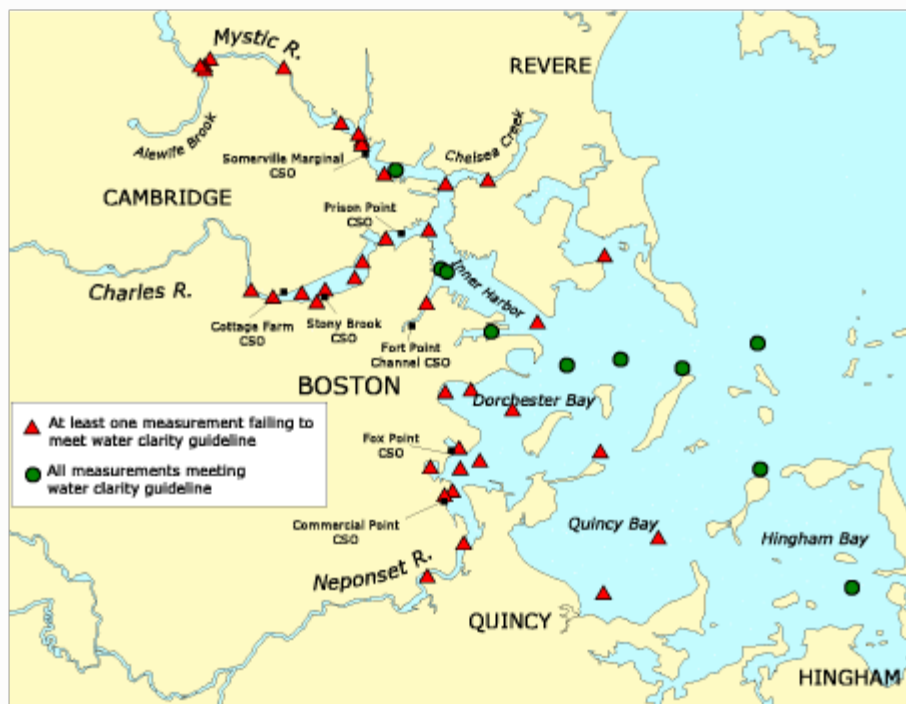 Mystic R.
REVERE
Alewife Brook
Chelsea Creek
Somerville Marginal
CSO
CAMBRIDGE
Prison Point
CSO
Charles R.
Inner Harbor
Cottage Farm
CSO
Stony Brook
CSO
Fort Point
Channel CSO
BOSTON
Dorchester Bay
At least one measurement failing to
meet water clarity guideline
All measurements meeting
water clarity guideline
Fox Point
CSO
Commercial Point
CSO
Quincy Bay
Hingham Bay
Neponset R.
QUINCY
HINGHAM